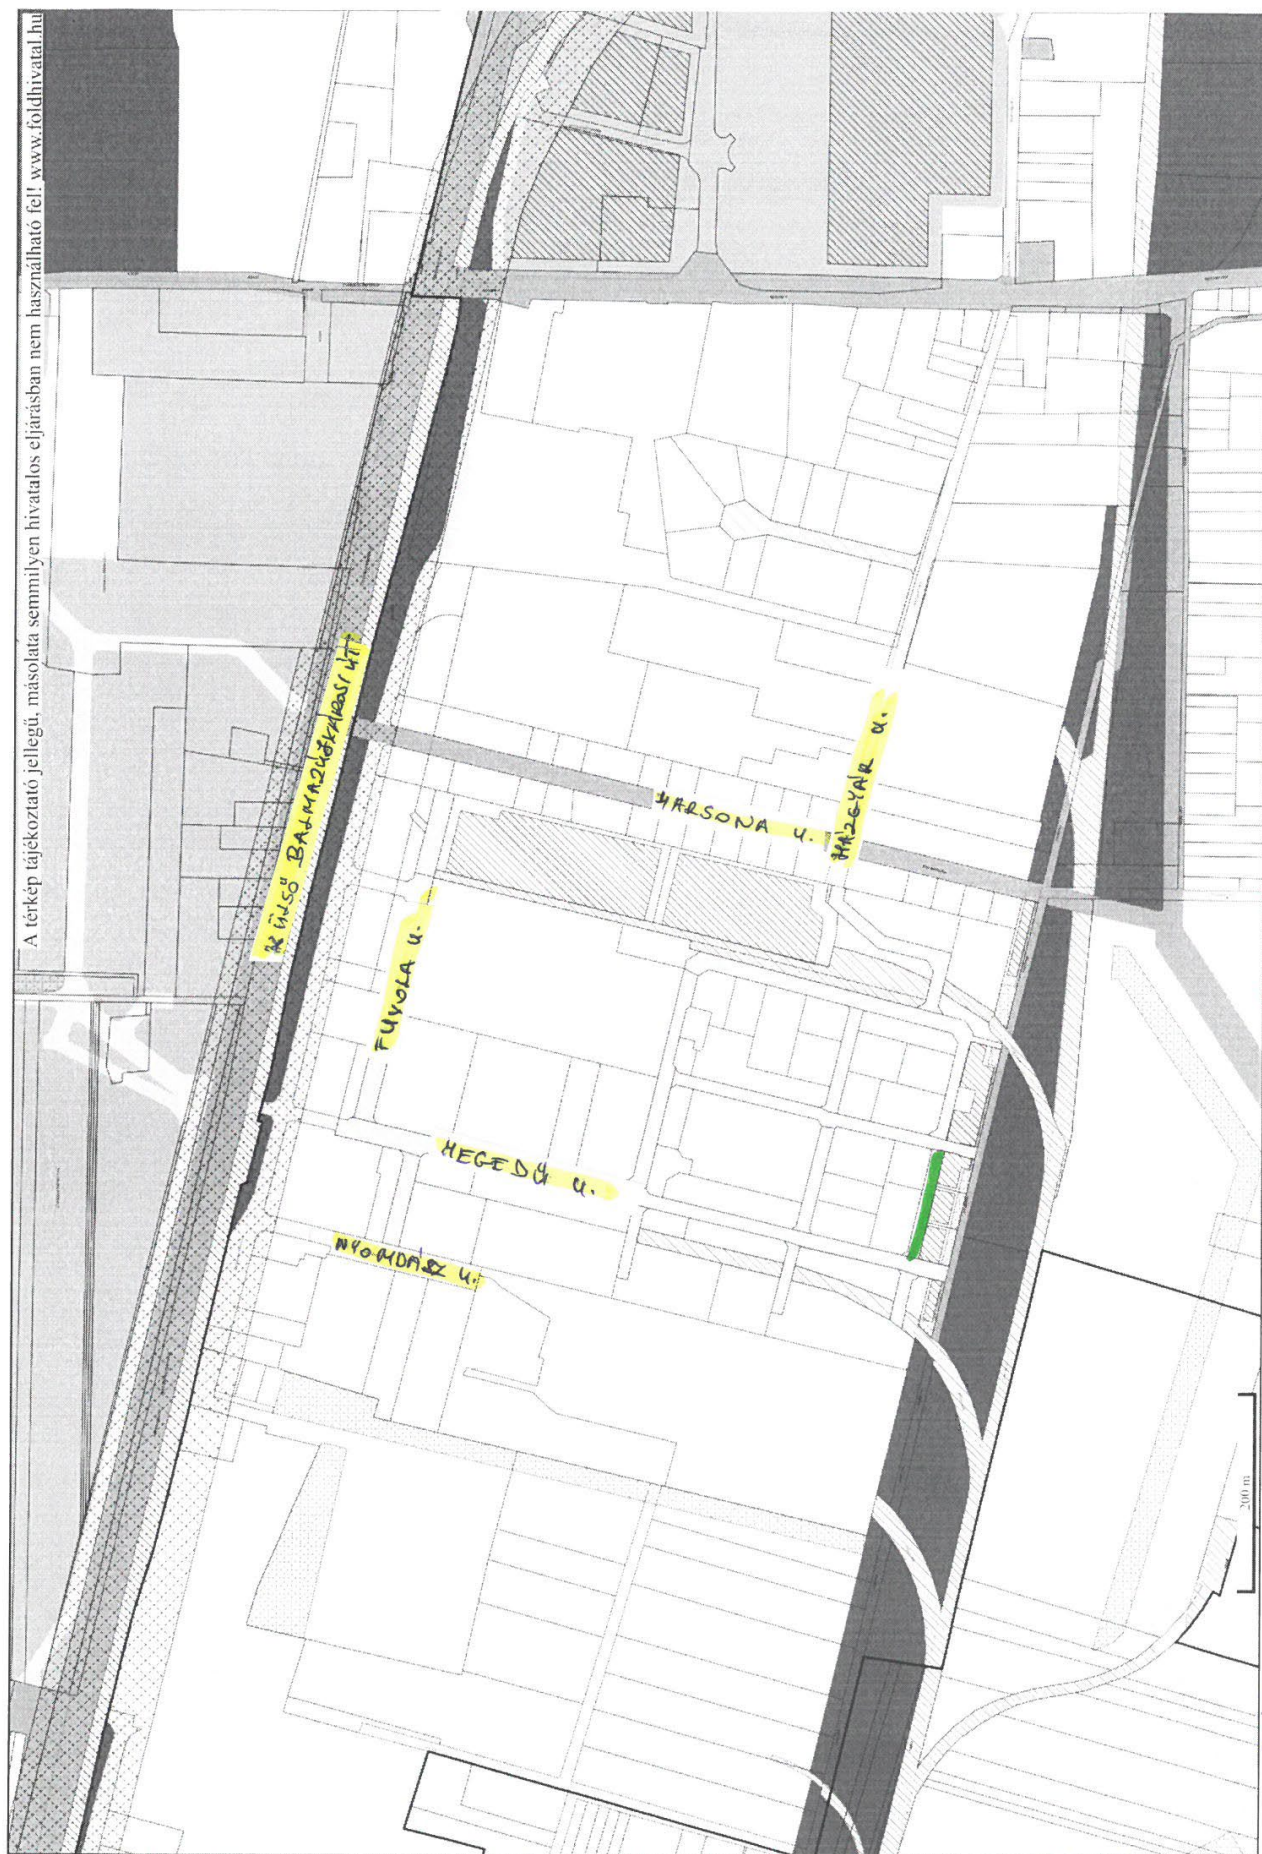 A térkép tájékoztató jellegű, másolata semmilyen hivatalos eljárásban nem használható fel! www.foldhivatal.hu
KÜLSŐ BALMAZÚJVÁROSI ÚT
HARSONA U.
HÁZGYÁR U.
FUVOLA U.
HEGEDŰ U.
NYOMDÁSZ U.
200 m